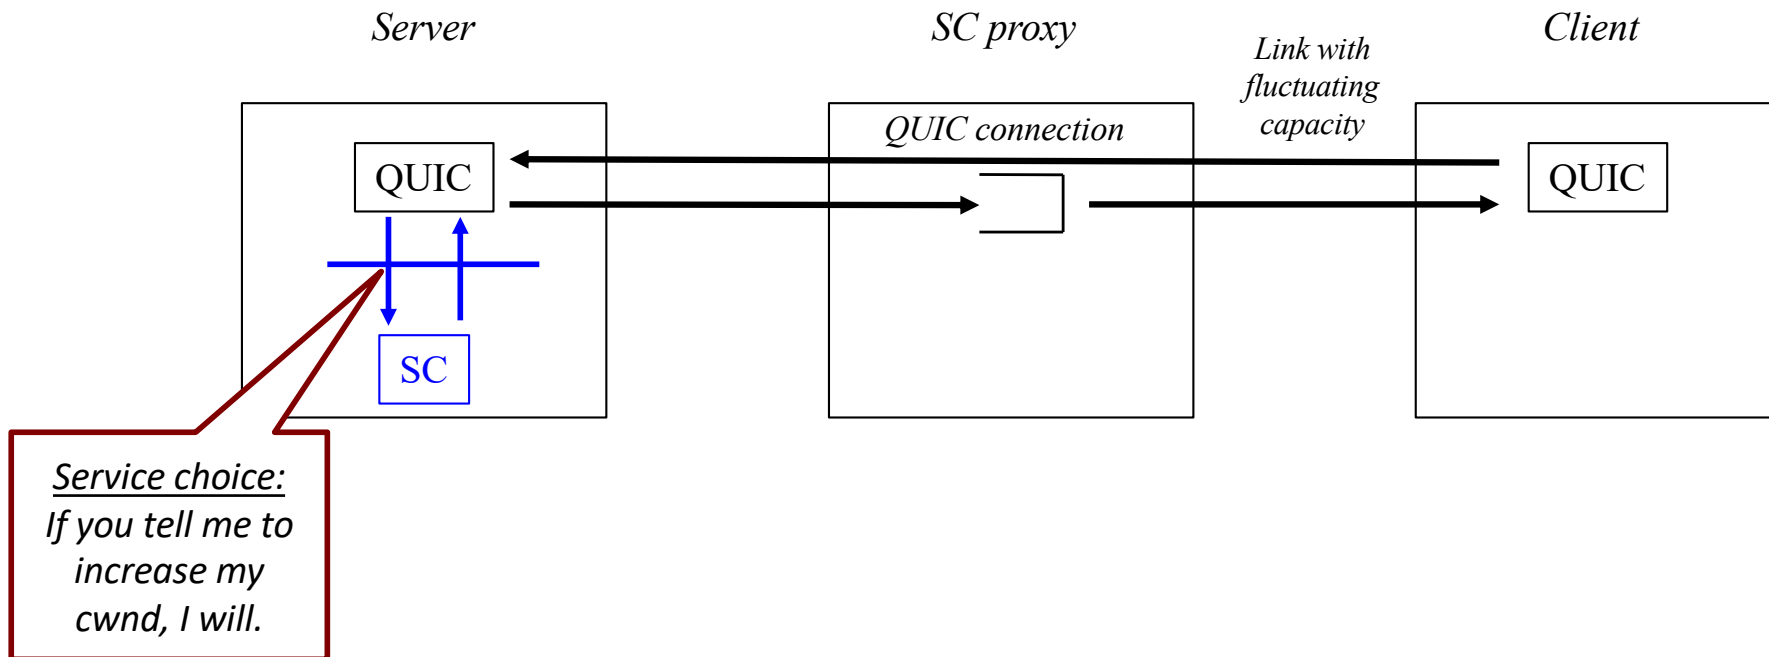 Server
SC proxy
Client
Link with
fluctuating
capacity
QUIC connection
QUIC
QUIC
SC
Service choice:
If you tell me to
increase my
cwnd, I will.